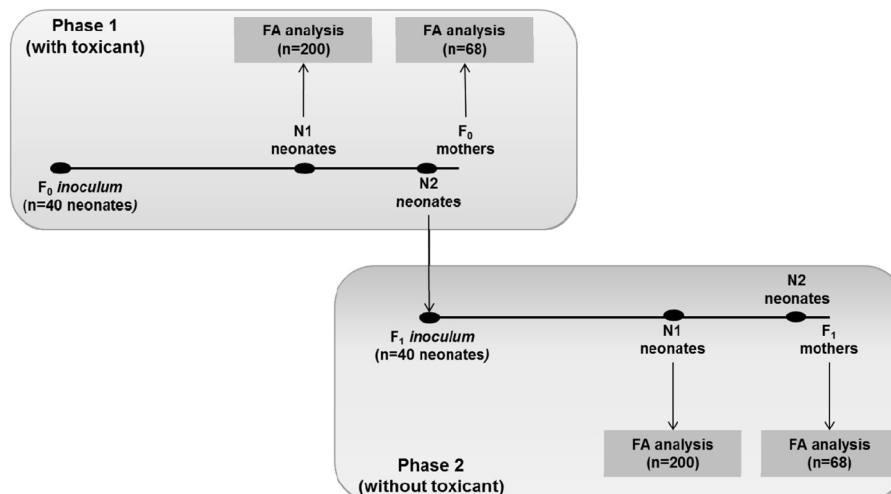 Phase 1
(with toxicant)
FA analysis
(n=200)
FA analysis
(n=68)
N1
neonates
F₀
mothers
F₀ inoculum
(n=40 neonates)
N2
neonates
N2
neonates
F₁ inoculum
(n=40 neonates)
N1
neonates
F₁
mothers
FA analysis
(n=200)
FA analysis
(n=68)
Phase 2
(without toxicant)